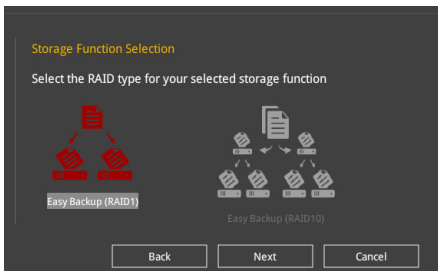 Storage Function Selection
Select the RAID type for your selected storage function
Easy Backup (RAID1)
Easy Backup (RAID10)
Back
Next
Cancel